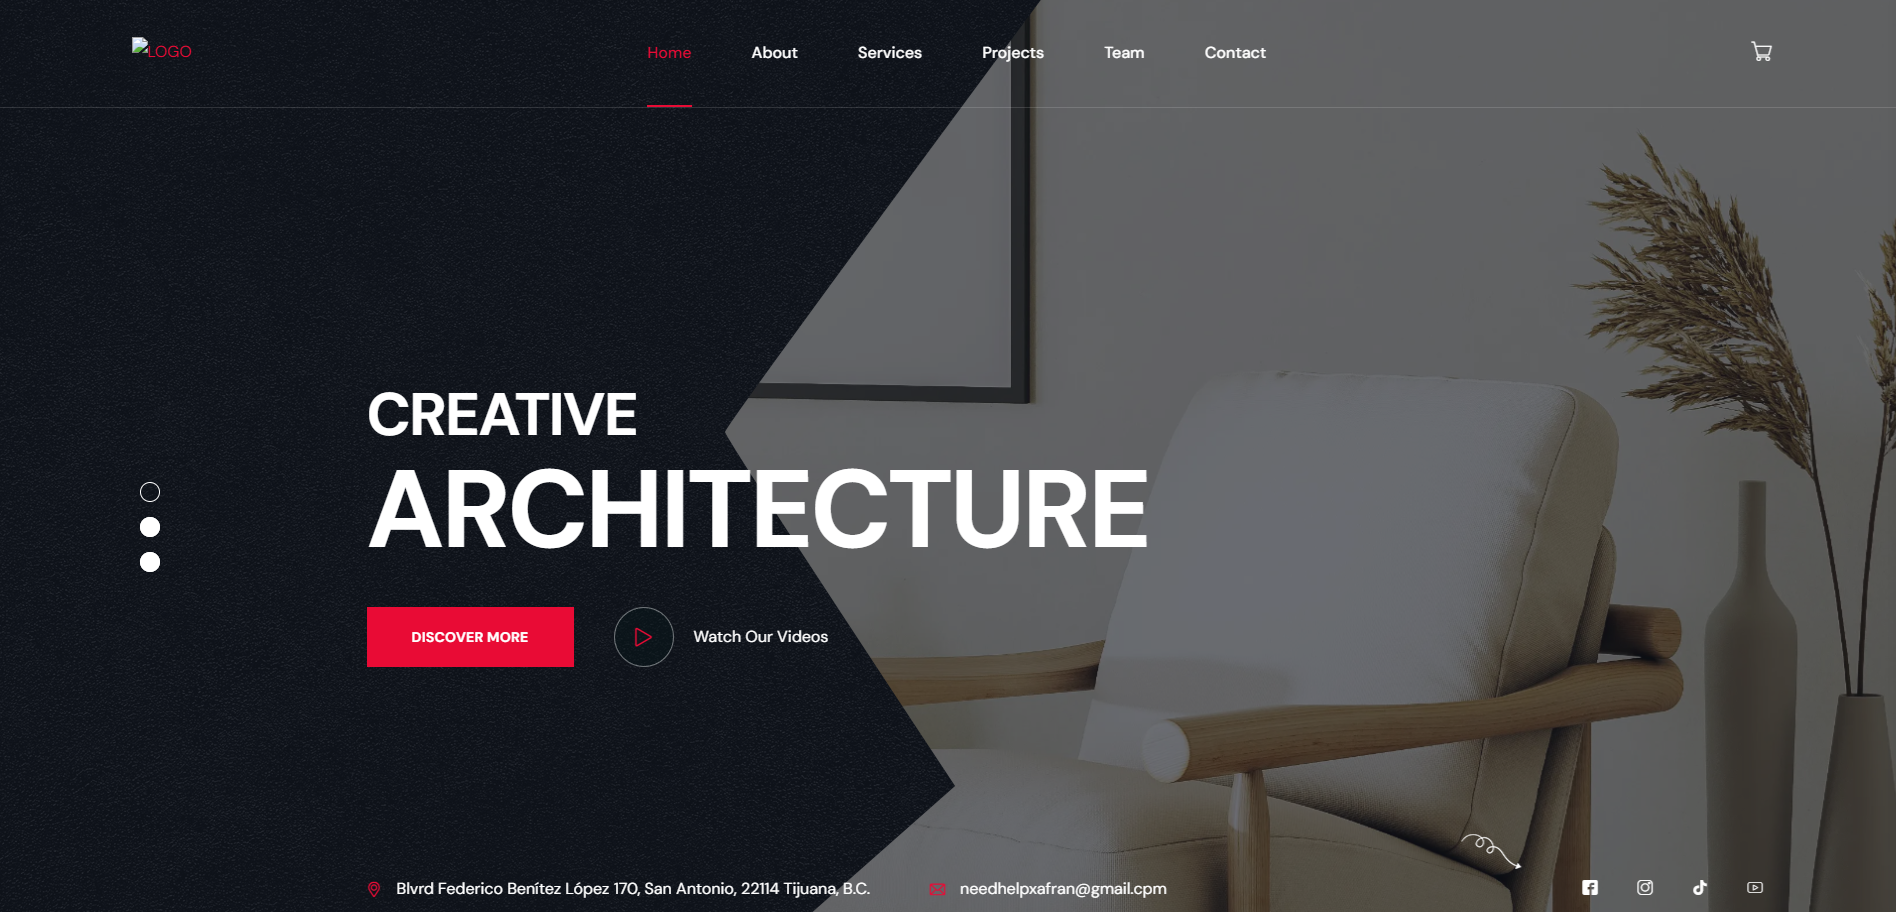 LOGO
Home About Services Projects Team Contact
CREATIVE
ARCHITECTURE
DISCOVER MORE
Watch Our Videos
Blvrd Federico Benítez López 170, San Antonio, 22114 Tijuana, B.C.
needhelpxafran@gmail.cpm